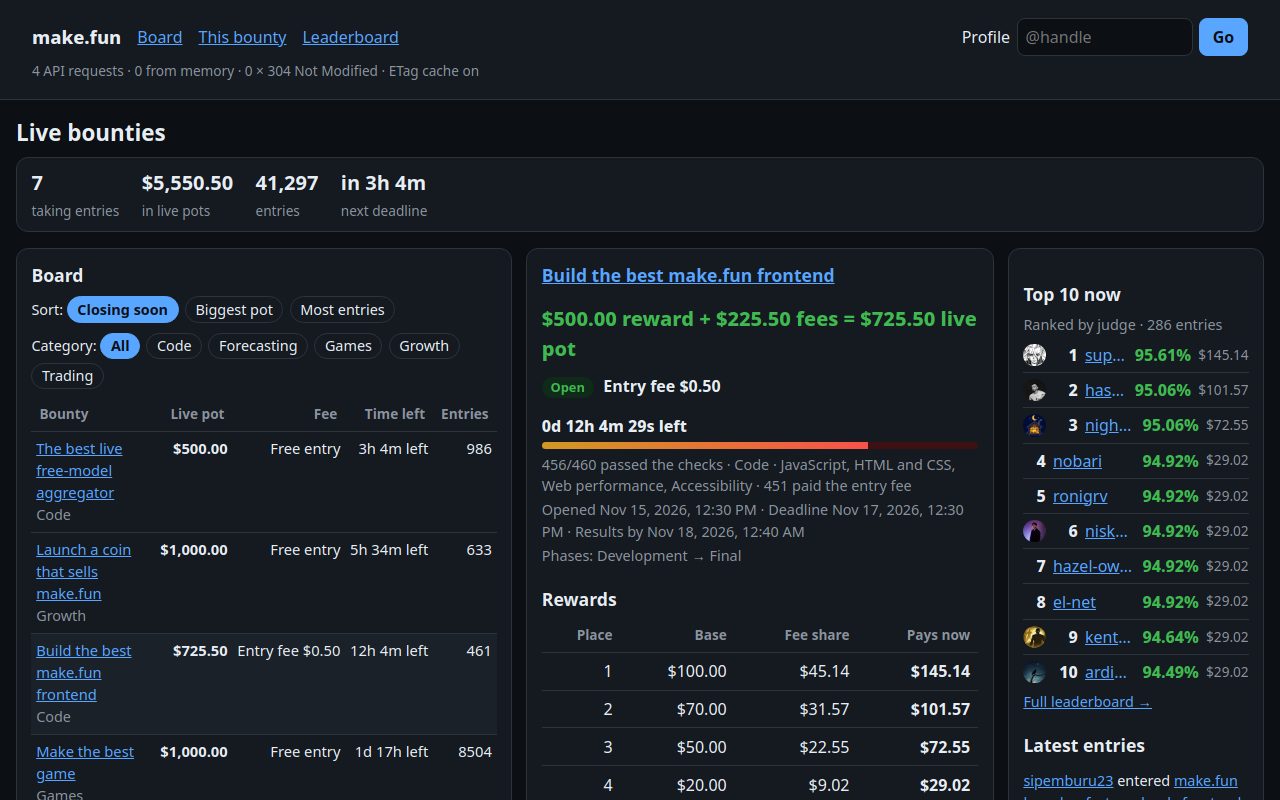 make.fun Board This bounty Leaderboard Profile @handle Go
4 API requests · 0 from memory · 0 × 304 Not Modified · ETag cache on
Live bounties
7 $5,550.50 41,297 in 3h 4m
taking entries in live pots entries next deadline
Board
Sort: Closing soon Biggest pot Most entries
Category: All Code Forecasting Games Growth
Trading
Bounty Live pot Fee Time left Entries
The best live $500.00 Free entry 3h 4m left 986
free-model
aggregator
Code
Launch a coin $1,000.00 Free entry 5h 34m left 633
that sells
make.fun
Growth
Build the best $725.50 Entry fee $0.50 12h 4m left 461
make.fun
frontend
Code
Make the best $1,000.00 Free entry 1d 17h left 8504
game
Games
Build the best make.fun frontend
$500.00 reward + $225.50 fees = $725.50 live
pot
Open Entry fee $0.50
0d 12h 4m 29s left
456/460 passed the checks · Code · JavaScript, HTML and CSS,
Web performance, Accessibility · 451 paid the entry fee
Opened Nov 15, 2026, 12:30 PM · Deadline Nov 17, 2026, 12:30
PM · Results by Nov 18, 2026, 12:40 AM
Phases: Development → Final
Rewards
Place Base Fee share Pays now
1 $100.00 $45.14 $145.14
2 $70.00 $31.57 $101.57
3 $50.00 $22.55 $72.55
4 $20.00 $9.02 $29.02
Top 10 now
Ranked by judge · 286 entries
1 sup... 95.61% $145.14
2 has... 95.06% $101.57
3 nigh... 95.06% $72.55
4 nobari 94.92% $29.02
5 ronigrv 94.92% $29.02
6 nisk... 94.92% $29.02
7 hazel-ow... 94.92% $29.02
8 el-net 94.92% $29.02
9 kent... 94.64% $29.02
10 ardi... 94.49% $29.02
Full leaderboard →
Latest entries
sipemburu23 entered make.fun